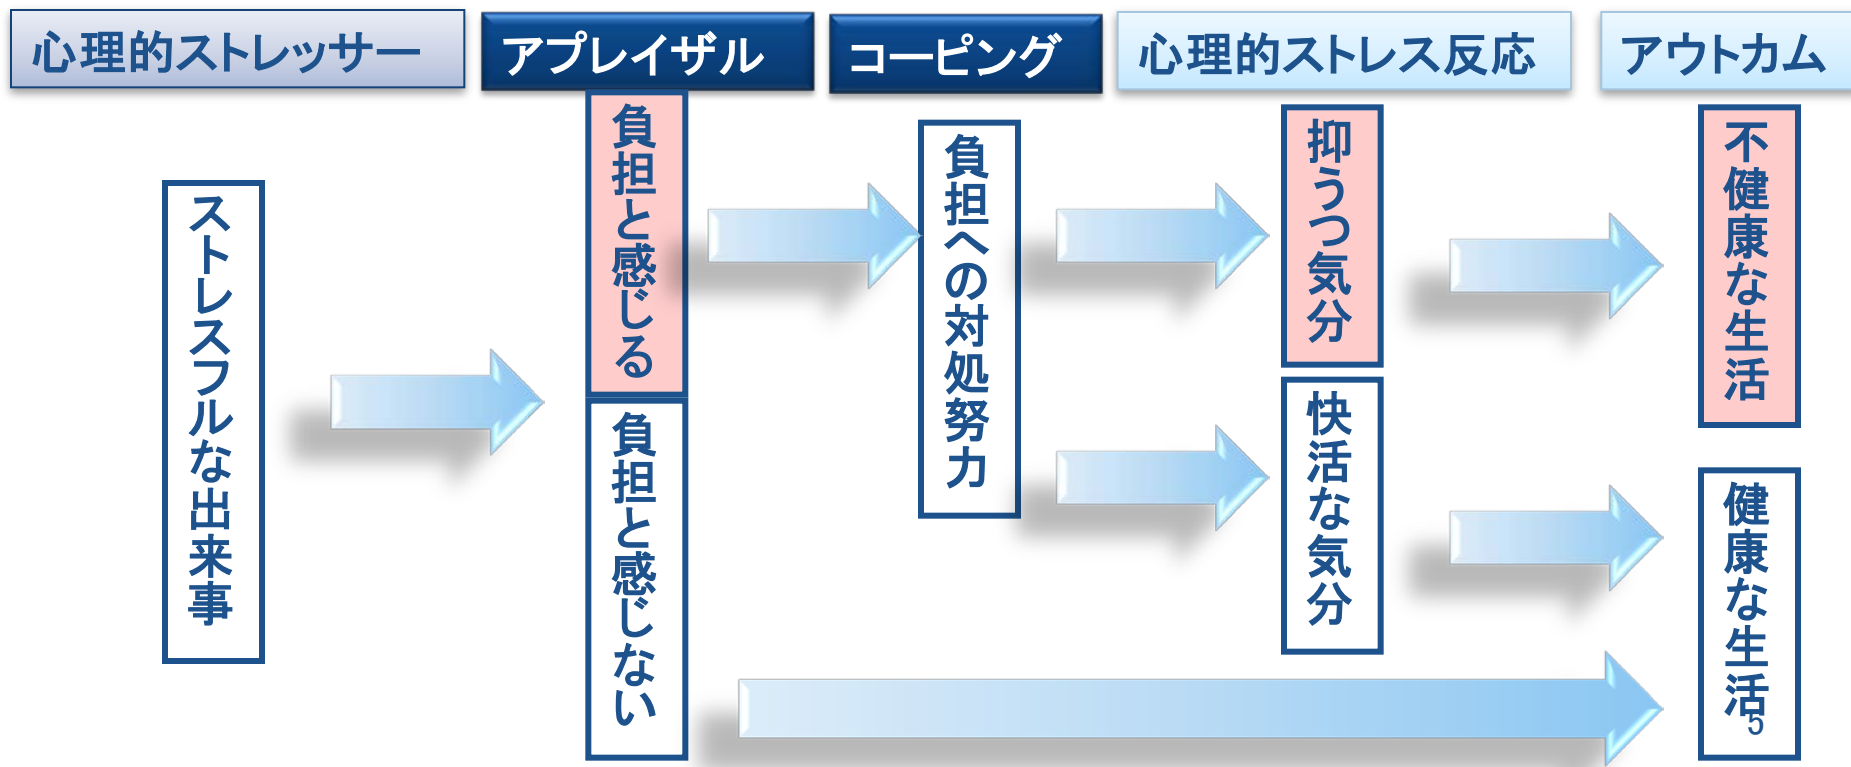 心理的ストレッサー
アプレイザル
コーピング
心理的ストレス反応
アウトカム
ストレスフルな出来事
負担と感じる
負担と感じない
負担への対処努力
抑うつ気分
快活な気分
不健康な生活
健康な生活
5